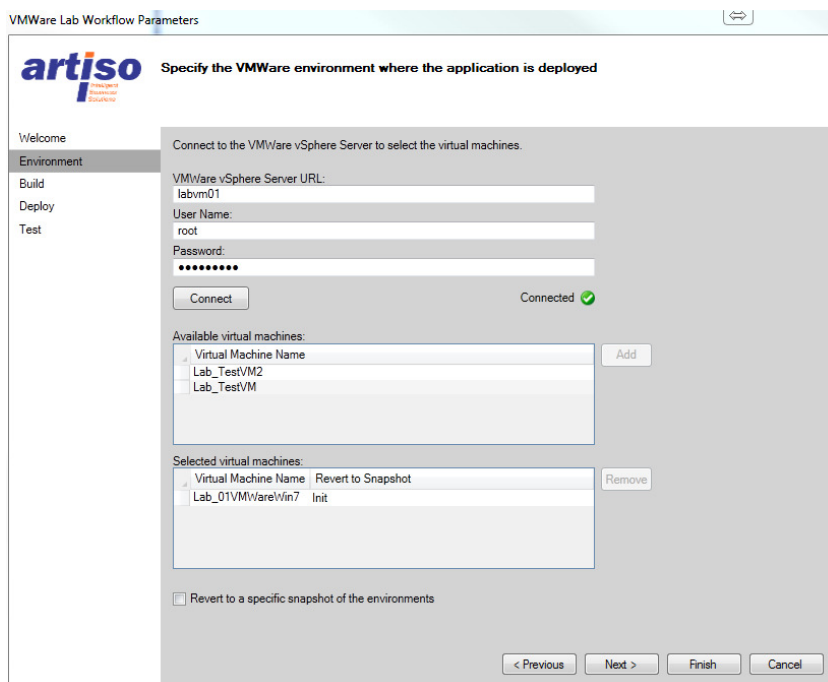 VMWare Lab Workflow Parameters
artiso
Intelligent
Business
Solutions
Specify the VMWare environment where the application is deployed
Welcome
Environment
Build
Deploy
Test
Connect to the VMWare vSphere Server to select the virtual machines.
VMWare vSphere Server URL:
labvm01
User Name:
root
Password:
●●●●●●●●●
Connect
Connected
Available virtual machines:
Virtual Machine Name
Add
Lab_TestVM2
Lab_TestVM
Selected virtual machines:
Virtual Machine Name Revert to Snapshot
Remove
Lab_01VMWareWin7 Init
Revert to a specific snapshot of the environments
< Previous Next > Finish Cancel